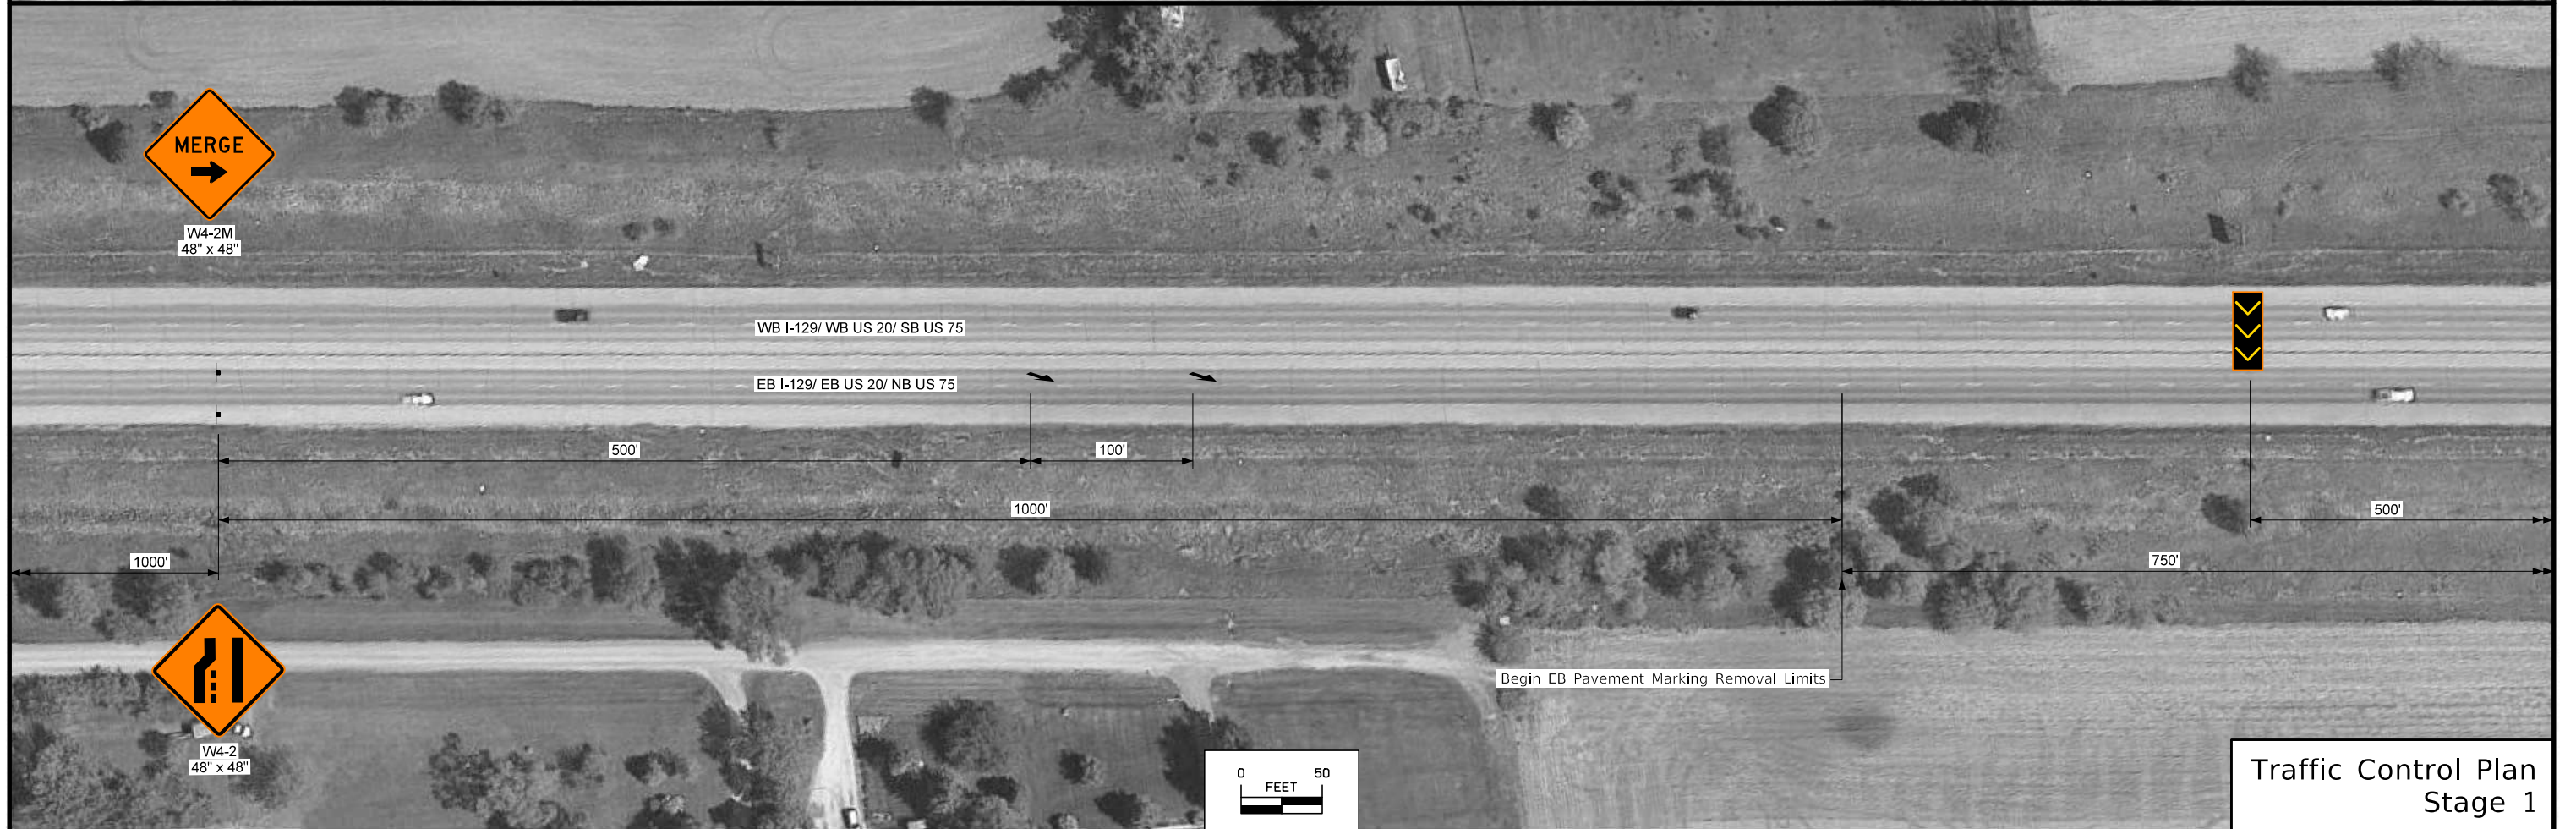 MERGE
W4-2M
48" x 48"
WB I-129/ WB US 20/ SB US 75
EB I-129/ EB US 20/ NB US 75
500'
100'
1000'
500'
1000'
750'
W4-2
48" x 48"
Begin EB Pavement Marking Removal Limits
0 50
FEET
Traffic Control Plan
Stage 1